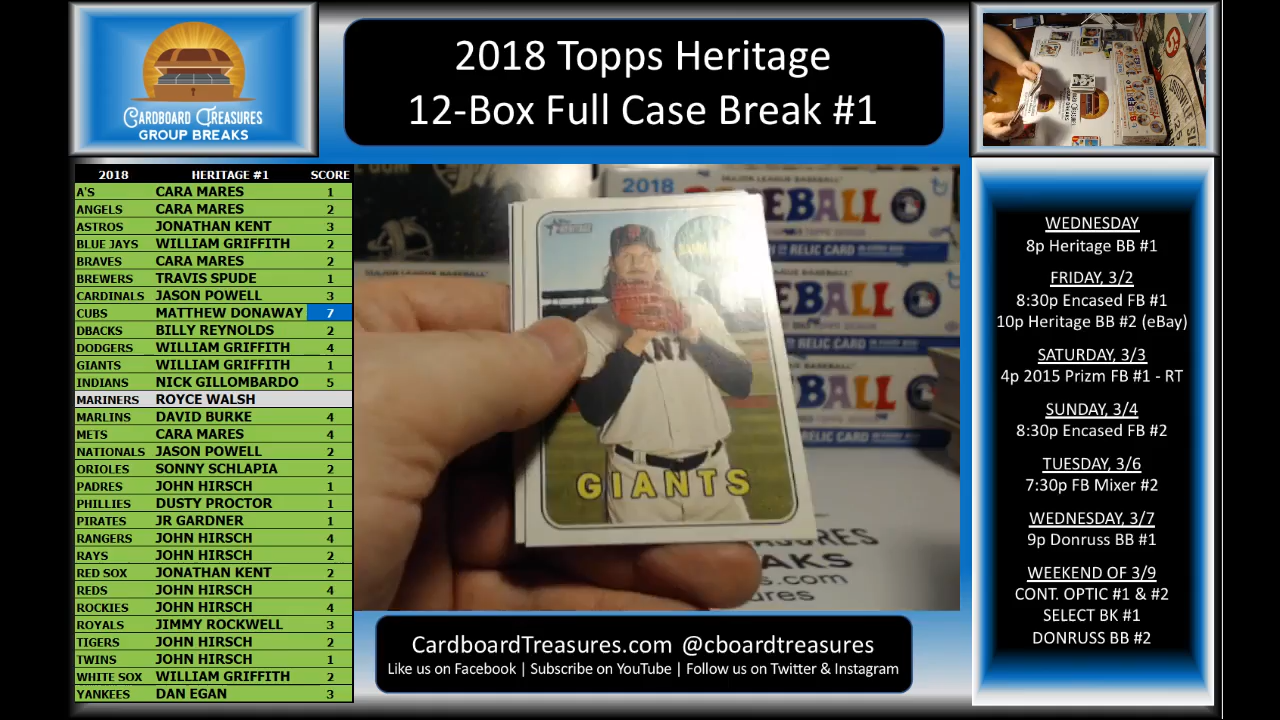 2018 Topps Heritage
12-Box Full Case Break #1
CARDBOARD TREASURES
GROUP BREAKS
2018 HERITAGE #1 SCORE
A'S CARA MARES 1
ANGELS CARA MARES 2
ASTROS JONATHAN KENT 3
BLUE JAYS WILLIAM GRIFFITH 2
BRAVES CARA MARES 2
BREWERS TRAVIS SPUDE 1
CARDINALS JASON POWELL 3
CUBS MATTHEW DONAWAY 7
DBACKS BILLY REYNOLDS 2
DODGERS WILLIAM GRIFFITH 4
GIANTS WILLIAM GRIFFITH 1
INDIANS NICK GILLOMBARDO 5
MARINERS ROYCE WALSH
MARLINS DAVID BURKE 4
METS CARA MARES 4
NATIONALS JASON POWELL 2
ORIOLES SONNY SCHLAPIA 2
PADRES JOHN HIRSCH 1
PHILLIES DUSTY PROCTOR 1
PIRATES JR GARDNER 1
RANGERS JOHN HIRSCH 4
RAYS JOHN HIRSCH 2
RED SOX JONATHAN KENT 2
REDS JOHN HIRSCH 4
ROCKIES JOHN HIRSCH 4
ROYALS JIMMY ROCKWELL 3
TIGERS JOHN HIRSCH 2
TWINS JOHN HIRSCH 1
WHITE SOX WILLIAM GRIFFITH 2
YANKEES DAN EGAN 3
2018
MAJOR LEAGUE BASEBALL
BASEBALL
RELIC CARD
HERITAGE
GIANTS
BALL
RELIC CARD
BALL
RELIC CARD
WEDNESDAY
8p Heritage BB #1
FRIDAY, 3/2
8:30p Encased FB #1
10p Heritage BB #2 (eBay)
SATURDAY, 3/3
4p 2015 Prizm FB #1 - RT
SUNDAY, 3/4
8:30p Encased FB #2
TUESDAY, 3/6
7:30p FB Mixer #2
WEDNESDAY, 3/7
9p Donruss BB #1
WEEKEND OF 3/9
CONT. OPTIC #1 & #2
SELECT BK #1
DONRUSS BB #2
CardboardTreasures.com @cboardtreasures
Like us on Facebook | Subscribe on YouTube | Follow us on Twitter & Instagram